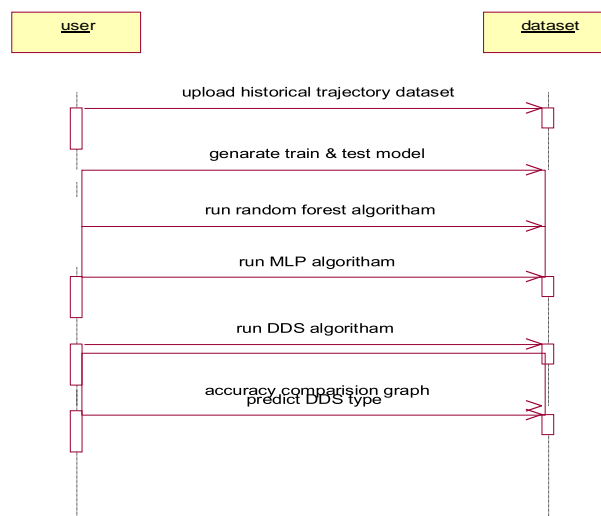 user
dataset
upload historical trajectory dataset
genarate train & test model
run random forest algoritham
run MLP algoritham
run DDS algoritham
accuracy comparision graph
predict DDS type